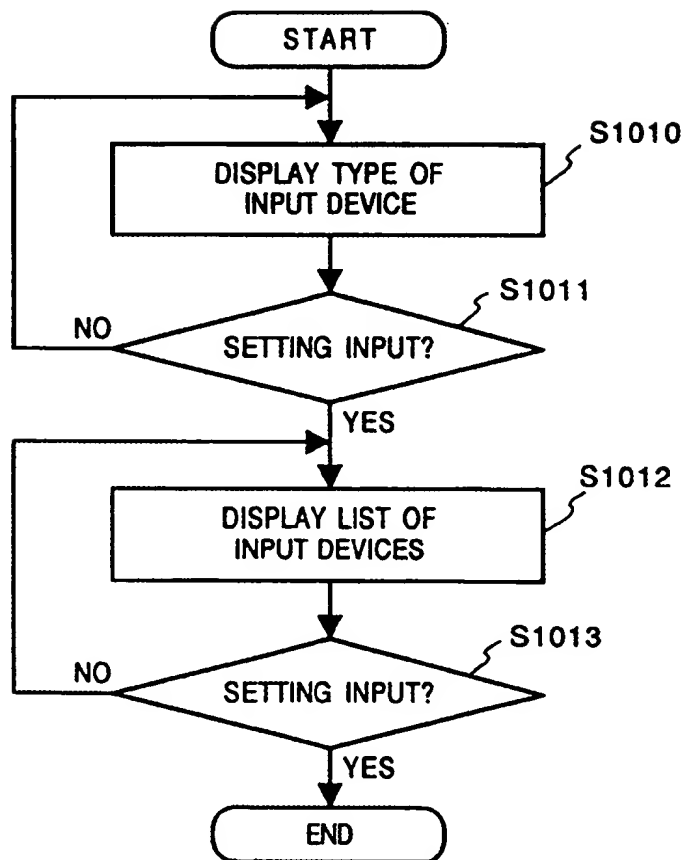 START
S1010
DISPLAY TYPE OF
INPUT DEVICE
S1011
NO
SETTING INPUT?
YES
S1012
DISPLAY LIST OF
INPUT DEVICES
S1013
NO
SETTING INPUT?
YES
END